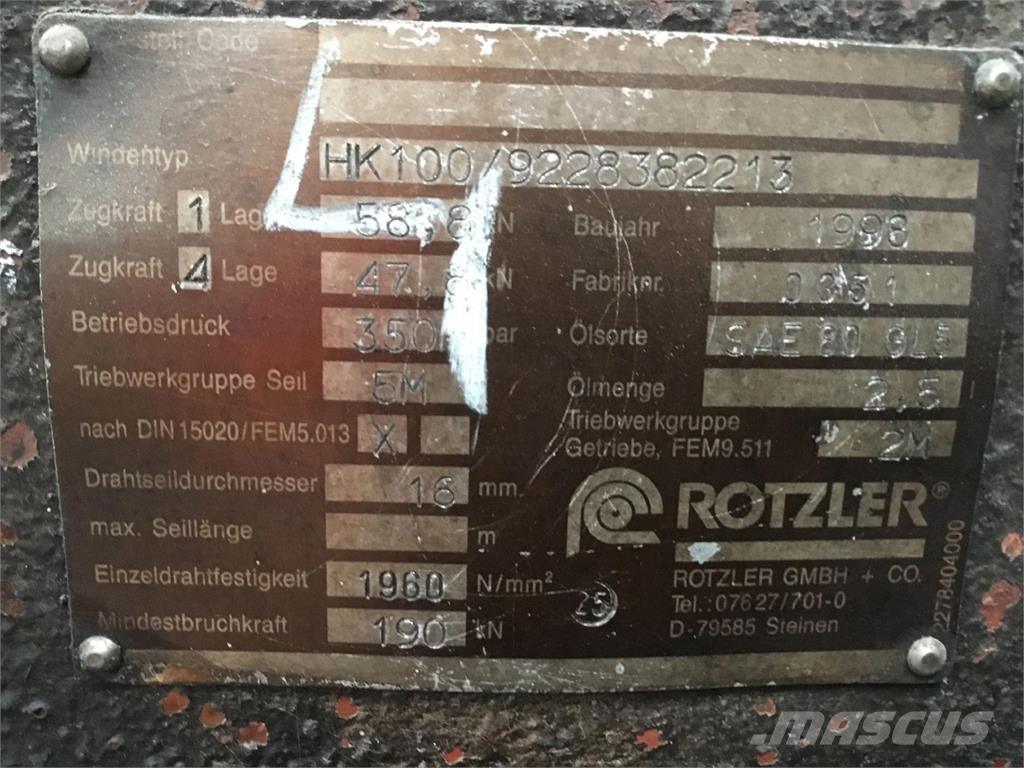 Code
Windentyp HK100/9228382213
Zugkraft 1 Lage 58,8 kN
Zugkraft 4 Lage 47, kN
Betriebsdruck 350 bar
Triebwerkgruppe Seil 5M
nach DIN 15020/FEM5.013 X
Drahtseildurchmesser 16 mm
max. Seillänge m
Einzeldrahtfestigkeit 1960 N/mm²
Mindestbruchkraft 190 kN
Baujahr 1998
Fabriknr. 0351
Ölsorte SAE 80 GL5
Ölmenge 2,5
Triebwerkgruppe
Getriebe, FEM9.511 2M
ROTZLER®
ROTZLER GMBH + CO.
Tel.: 07627/701-0
D-79585 Steinen
25
2278404000
mascus